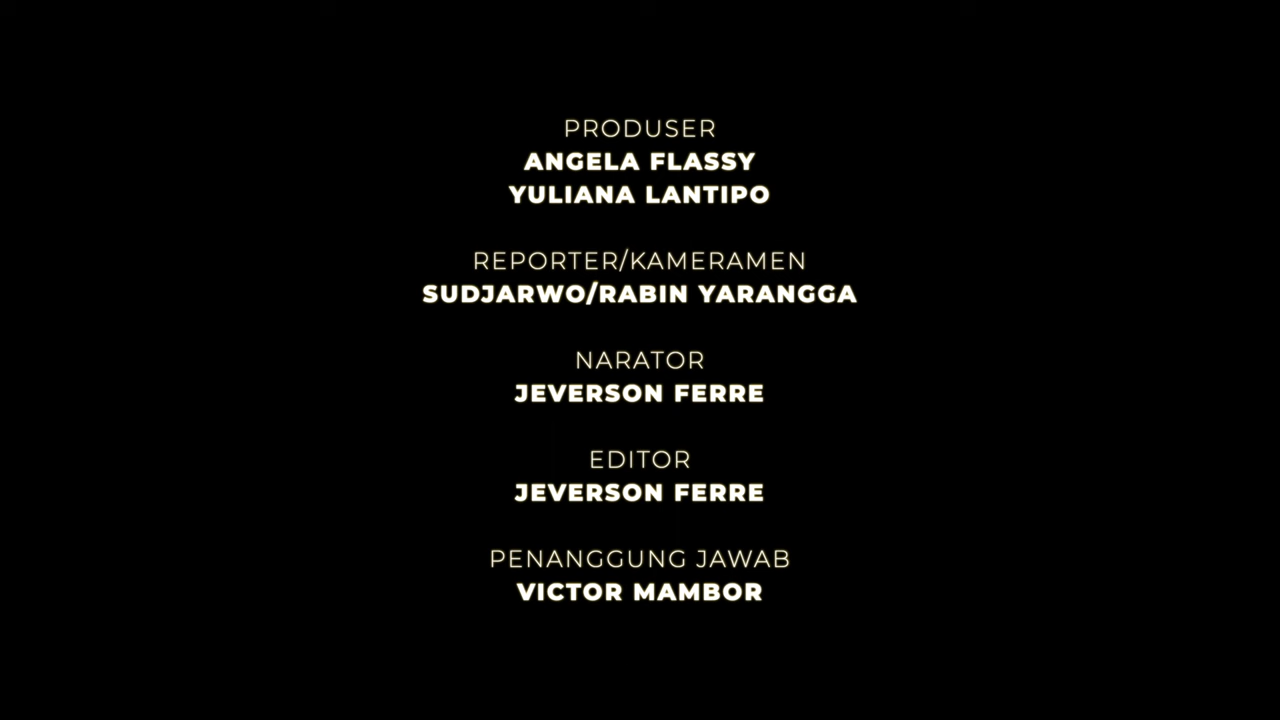 PRODUSER
ANGELA FLASSY
YULIANA LANTIPO
REPORTER/KAMERAMEN
SUDJARWO/RABIN YARANGGA
NARATOR
JEVERSON FERRE
EDITOR
JEVERSON FERRE
PENANGGUNG JAWAB
VICTOR MAMBOR